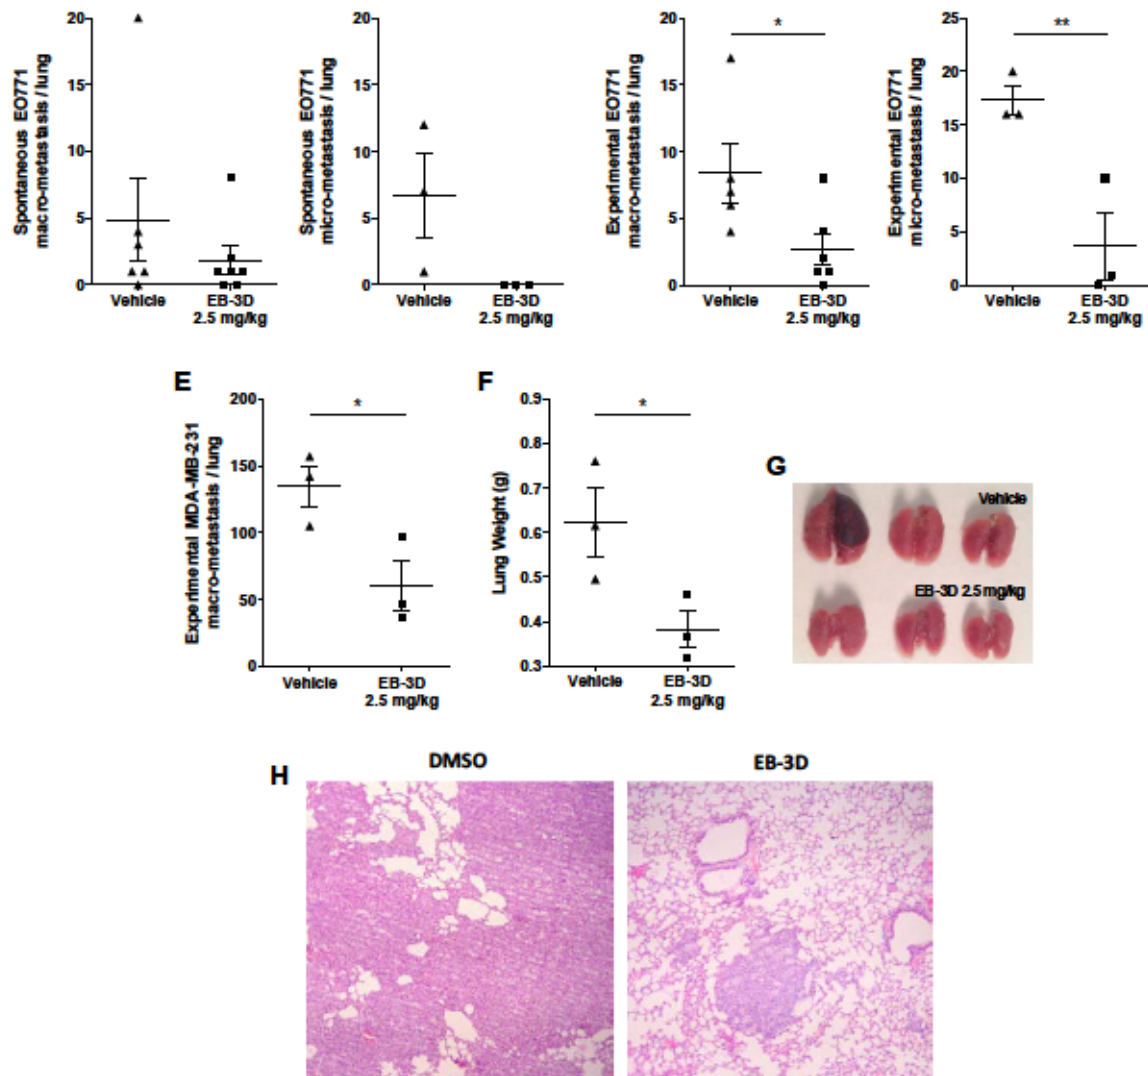 Spontaneous EO771
macro-metastasis / lung
20
15
10
5
0
Vehicle
EB-3D
2.5 mg/kg
Spontaneous EO771
micro-metastasis / lung
20
15
10
5
0
Vehicle
EB-3D
2.5 mg/kg
Experimental EO771
macro-metastasis / lung
20
15
10
5
0
*
Vehicle
EB-3D
2.5 mg/kg
Experimental EO771
micro-metastasis / lung
25
20
15
10
5
0
**
Vehicle
EB-3D
2.5 mg/kg
E
Experimental MDA-MB-231
macro-metastasis / lung
200
150
100
50
0
*
Vehicle
EB-3D
2.5 mg/kg
F
Lung Weight (g)
0.9
0.8
0.7
0.6
0.5
0.4
0.3
*
Vehicle
EB-3D
2.5 mg/kg
G
Vehicle
EB-3D 2.5 mg/kg
H
DMSO
EB-3D